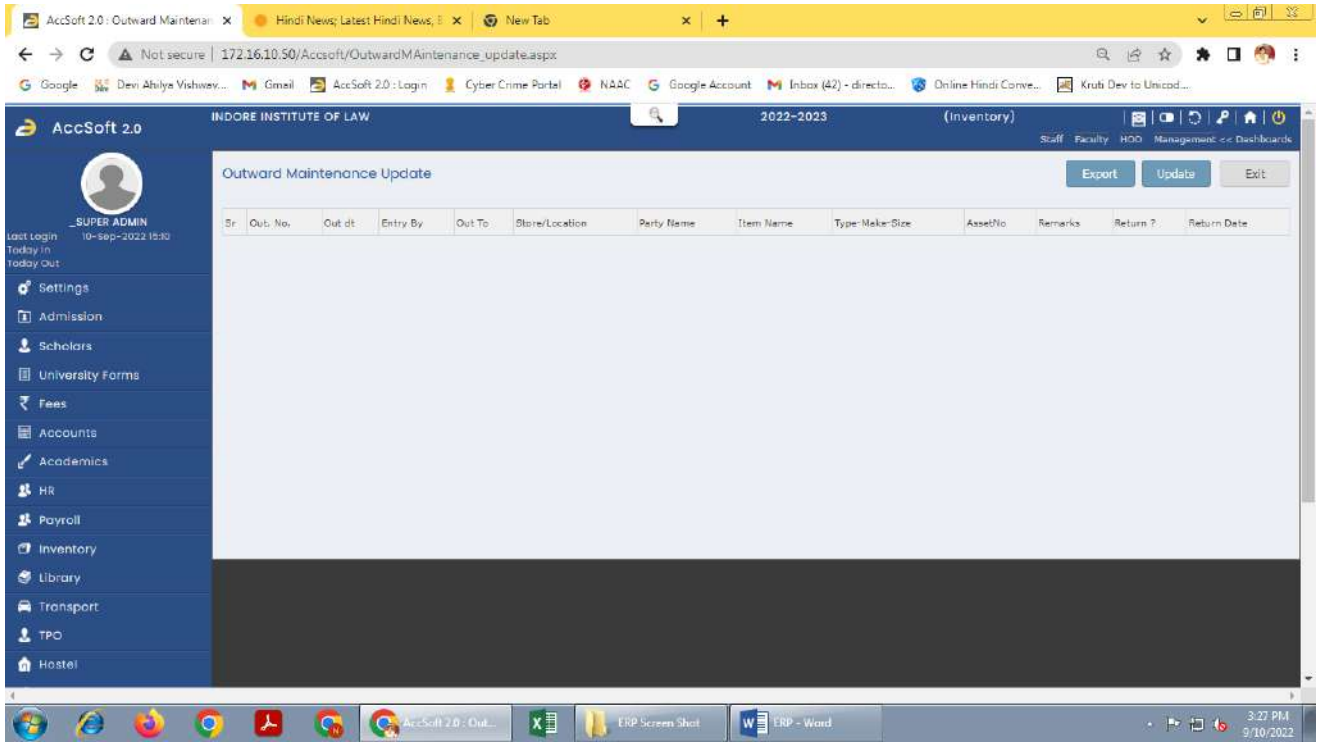 AccSoft 2.0 : Outward Maintenan
Hindi News; Latest Hindi News,
New Tab
Not secure | 172.16.10.50/Accsoft/OutwardMAintenance_update.aspx
Google
Devi Ahilya Vishwav...
Gmail
AccSoft 2.0 : Login
Cyber Crime Portal
NAAC
Google Account
Inbox (42) - directo...
Online Hindi Conve...
Kruti Dev to Unicod...
AccSoft 2.0
INDORE INSTITUTE OF LAW
2022-2023
(Inventory)
Staff Faculty HOD Management << Dashboards
_SUPER ADMIN
Last Login 10-Sep-2022 15:10
Today In
Today Out
Outward Maintenance Update
Export
Update
Exit
Sr Out. No. Out dt Entry By Out To Store/Location Party Name Item Name Type-Make-Size AssetNo Remarks Return ? Return Date
Settings
Admission
Scholars
University Forms
Fees
Accounts
Academics
HR
Payroll
Inventory
Library
Transport
TPO
Hostel
AccSoft 2.0 : Out...
ERP Screen Shot
ERP - Word
3:27 PM
9/10/2022